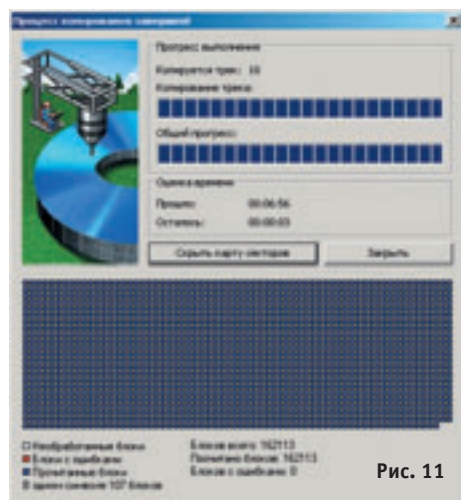 Процесс копирования завершен!
Прогресс выполнения
Копируется трек: 11
Копирование трека:
Общий прогресс:
Оценка времени
Прошло: 00:06:56
Осталось: 00:00:03
Скрыть карту секторов
Закрыть
Необработанные блоки
Блоки с ошибками
Прочитанные блоки
В одном символе 107 блоков
Блоков всего: 162113
Прочитано блоков: 162113
Блоков с ошибками: 0
Рис. 11